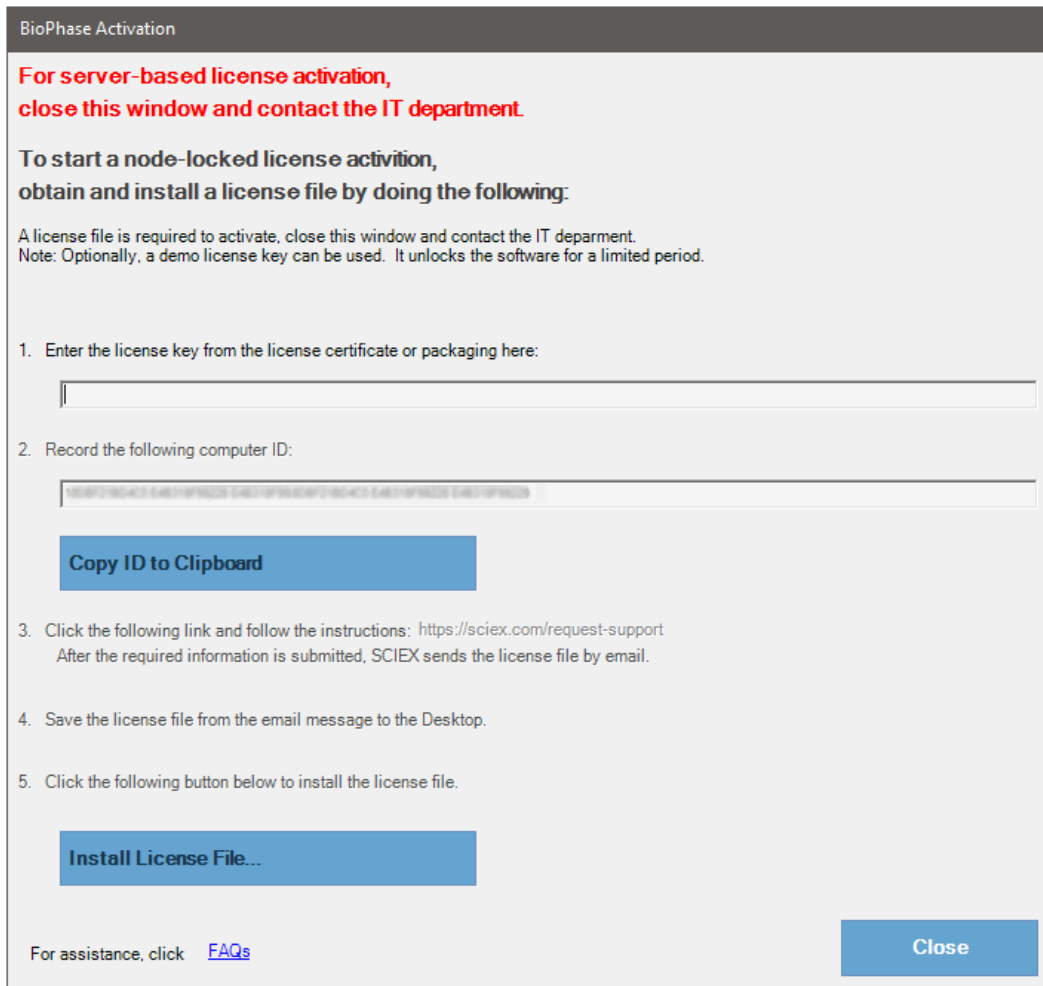 BioPhase Activation
For server-based license activation,
close this window and contact the IT department.
To start a node-locked license activition,
obtain and install a license file by doing the following:
A license file is required to activate, close this window and contact the IT deparment.
Note: Optionally, a demo license key can be used. It unlocks the software for a limited period.
1. Enter the license key from the license certificate or packaging here:
2. Record the following computer ID:
Copy ID to Clipboard
3. Click the following link and follow the instructions: https://sciex.com/request-support
After the required information is submitted, SCIEX sends the license file by email.
4. Save the license file from the email message to the Desktop.
5. Click the following button below to install the license file.
Install License File...
For assistance, click FAQs
Close